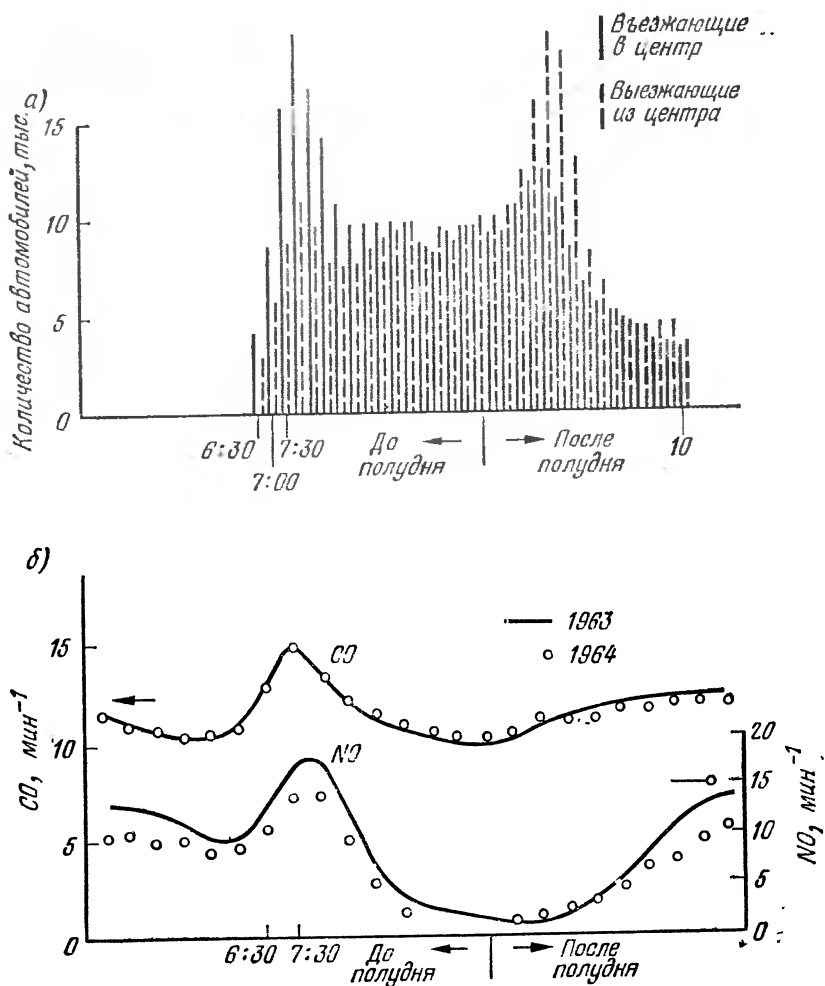 а)
Количество автомобилей, тыс.
Въезжающие
в центр
Выезжающие
из центра
15
10
5
0
6:30
7:00
7:30
До
полудня
После
полудня
10
б)
CO, мин⁻¹
15
10
5
0
1963
1964
CO
NO
20
15
10
5
0
NO, мин⁻¹
6:30
7:30
До
полудня
После
полудня